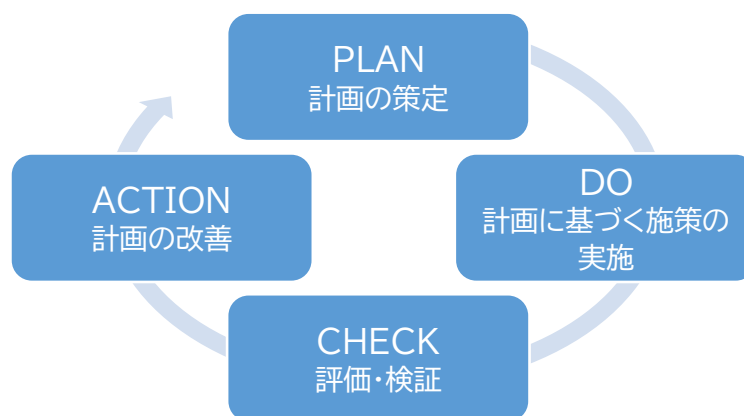 PLAN
計画の策定
DO
計画に基づく施策の
実施
CHECK
評価・検証
ACTION
計画の改善